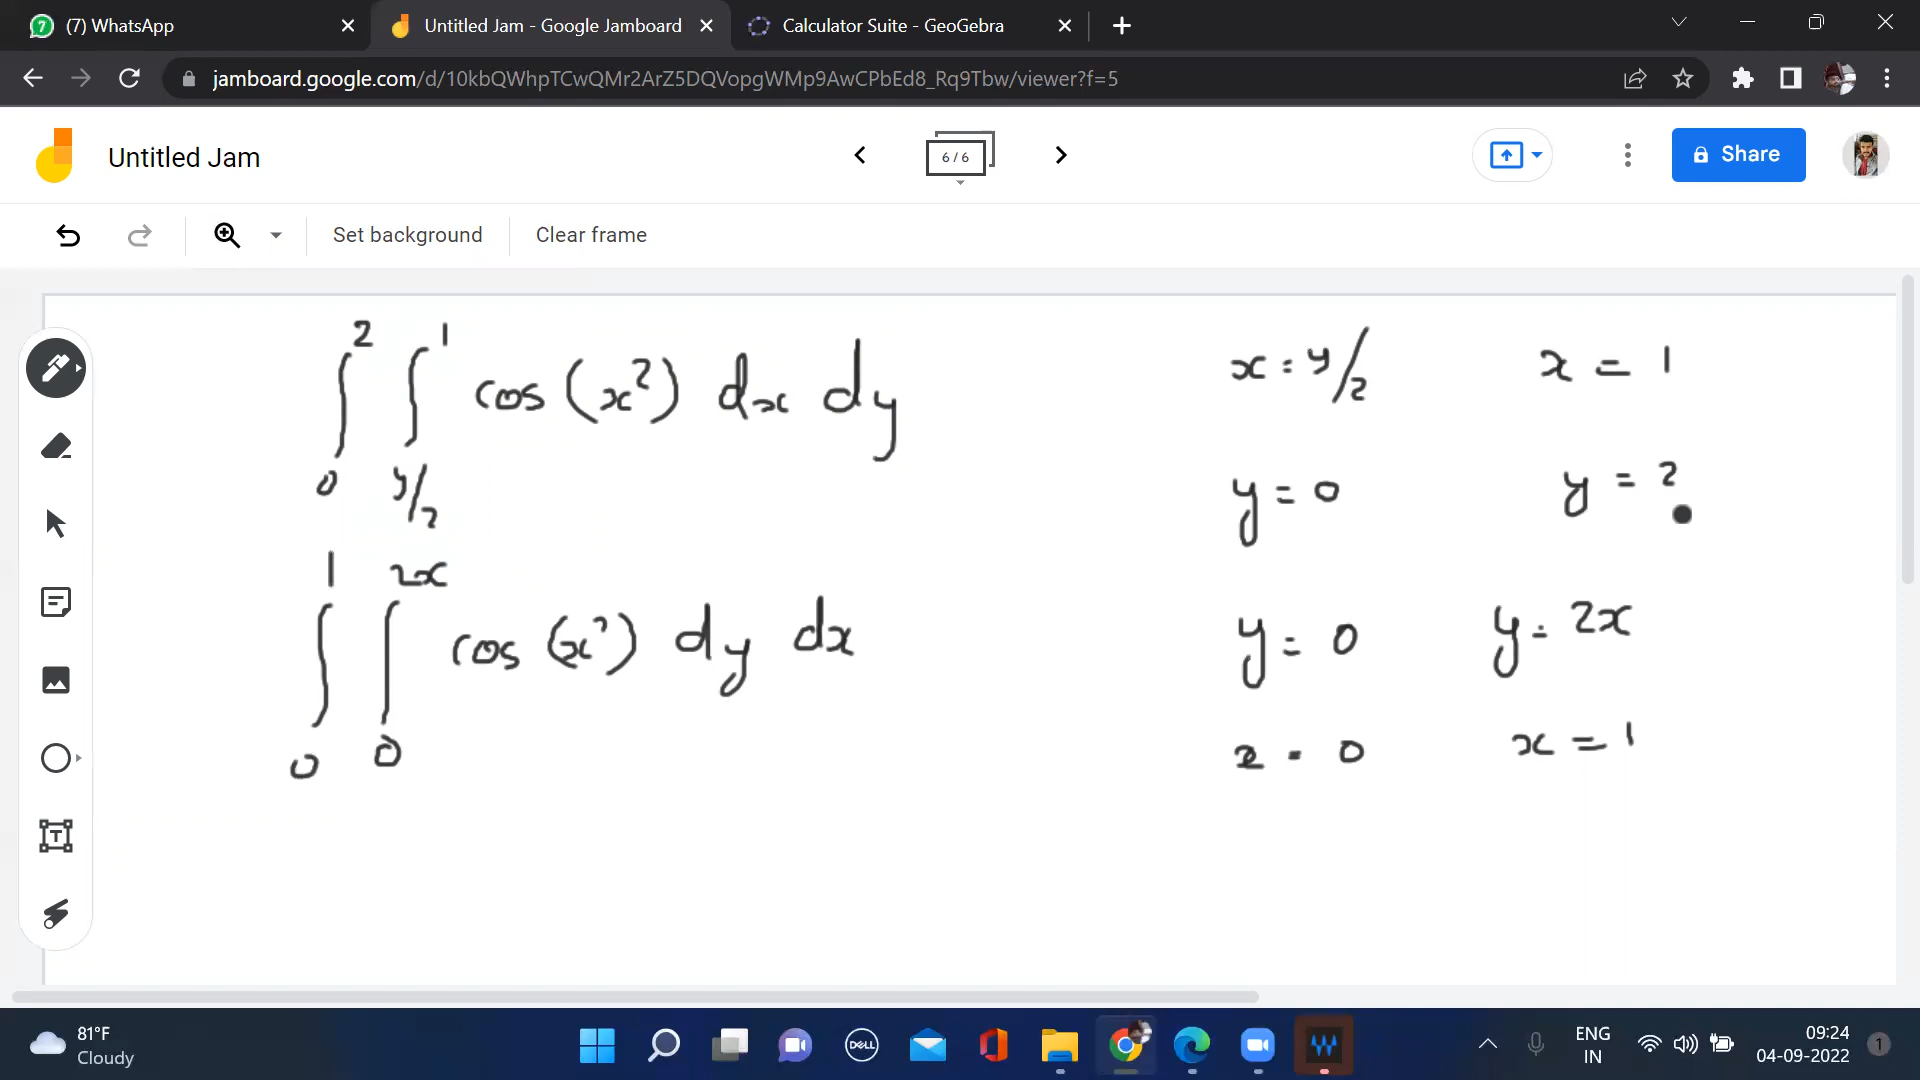 (7) WhatsApp
Untitled Jam - Google Jamboard
Calculator Suite - GeoGebra
jamboard.google.com/d/10kbQWhpTCwQMr2ArZ5DQVopgWMp9AwCPbEd8_Rq9Tbw/viewer?f=5
Untitled Jam
6 / 6
Share
Set background
Clear frame
∫₀² ∫_{y/2}^1 cos (x²) dx dy
x = y/2
x = 1
y = 0
y = 2
∫₀¹ ∫₀^{2x} cos (x²) dy dx
y = 0
y = 2x
x = 0
x = 1
81°F
Cloudy
DELL
ENG
IN
09:24
04-09-2022
1